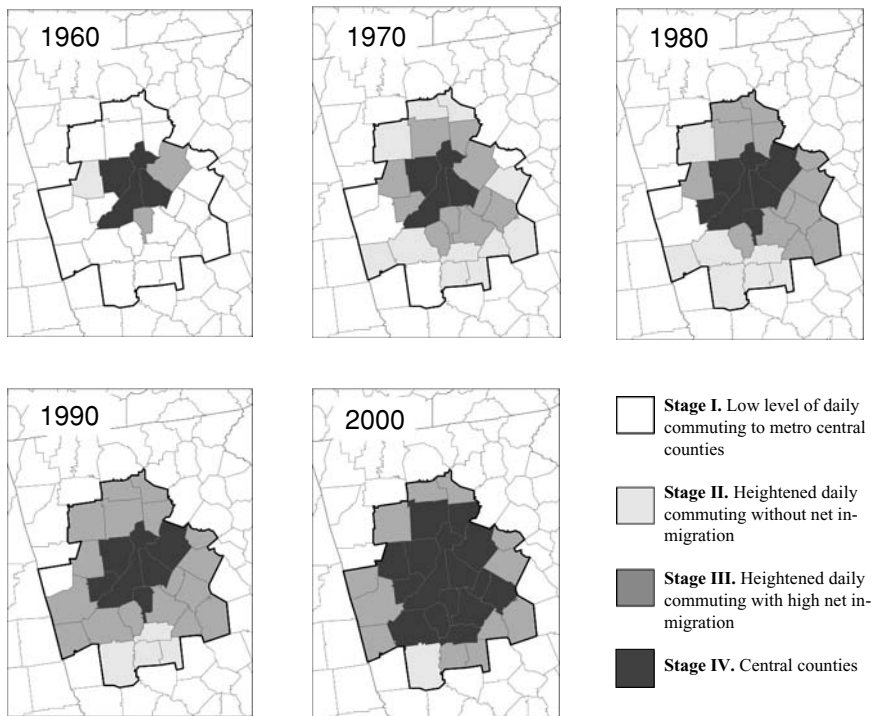 1960
1970
1980
1990
2000
Stage I. Low level of daily
commuting to metro central
counties
Stage II. Heightened daily
commuting without net in-
migration
Stage III. Heightened daily
commuting with high net in-
migration
Stage IV. Central counties